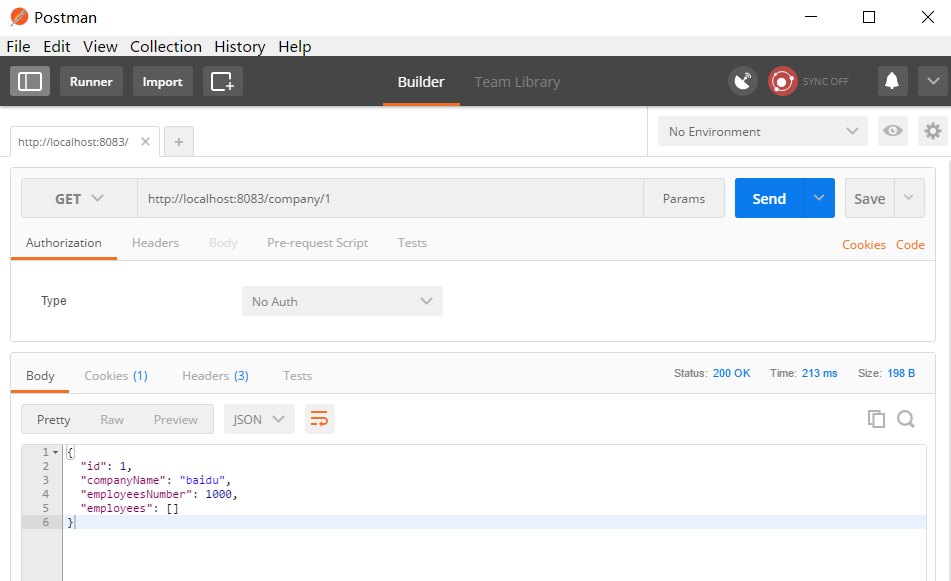 Postman
File Edit View Collection History Help
Runner Import Builder Team Library SYNC OFF
http://localhost:8083/ No Environment
GET http://localhost:8083/company/1 Params Send Save
Authorization Headers Body Pre-request Script Tests Cookies Code
Type No Auth
Body Cookies (1) Headers (3) Tests Status: 200 OK Time: 213 ms Size: 198 B
Pretty Raw Preview JSON
1 {
2 "id": 1,
3 "companyName": "baidu",
4 "employeesNumber": 1000,
5 "employees": []
6 }